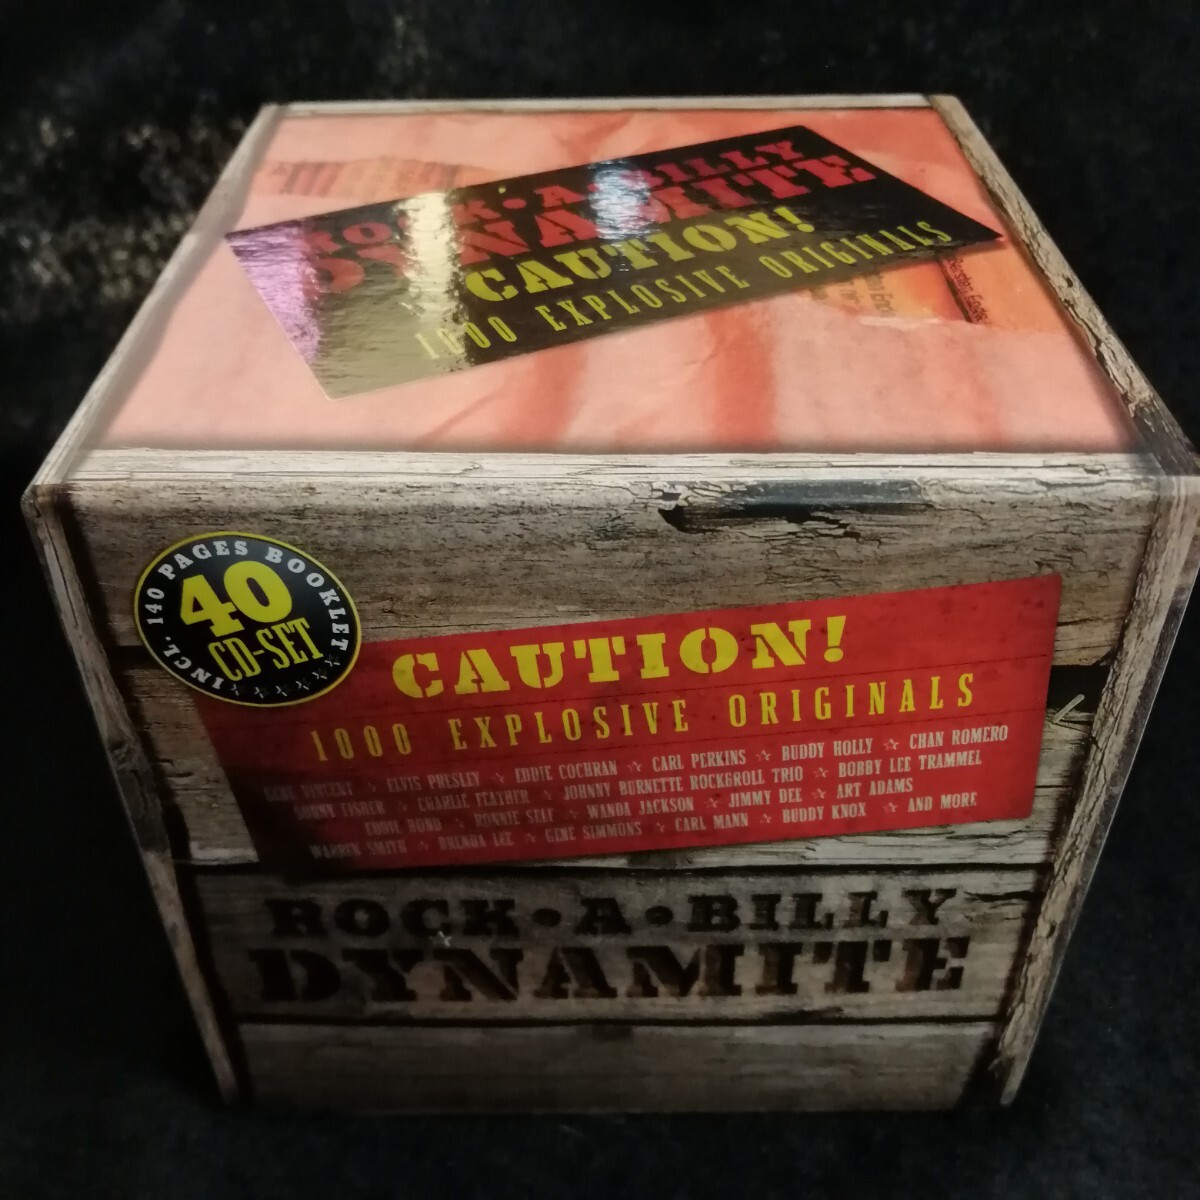 ROCK•A•BILLY
DYNAMITE
CAUTION!
1000 EXPLOSIVE ORIGINALS
INCL. 140 PAGES BOOKLET
40
CD-SET
CAUTION!
1000 EXPLOSIVE ORIGINALS
GENE VINCENT ☆ ELVIS PRESLEY ☆ EDDIE COCHRAN ☆ CARL PERKINS ☆ BUDDY HOLLY ☆ CHAN ROMERO
SONNY FISHER ☆ CHARLIE FEATHER ☆ JOHNNY BURNETTE ROCKGROLL TRIO ☆ BOBBY LEE TRAMMEL
EDDIE BOND ☆ RONNIE SELF ☆ WANDA JACKSON ☆ JIMMY DEE ☆ ART ADAMS
WARREN SMITH ☆ BRENDA LEE ☆ GENE SIMMONS ☆ CARL MANN ☆ BUDDY KNOX ☆ AND MORE
ROCK•A•BILLY
DYNAMITE